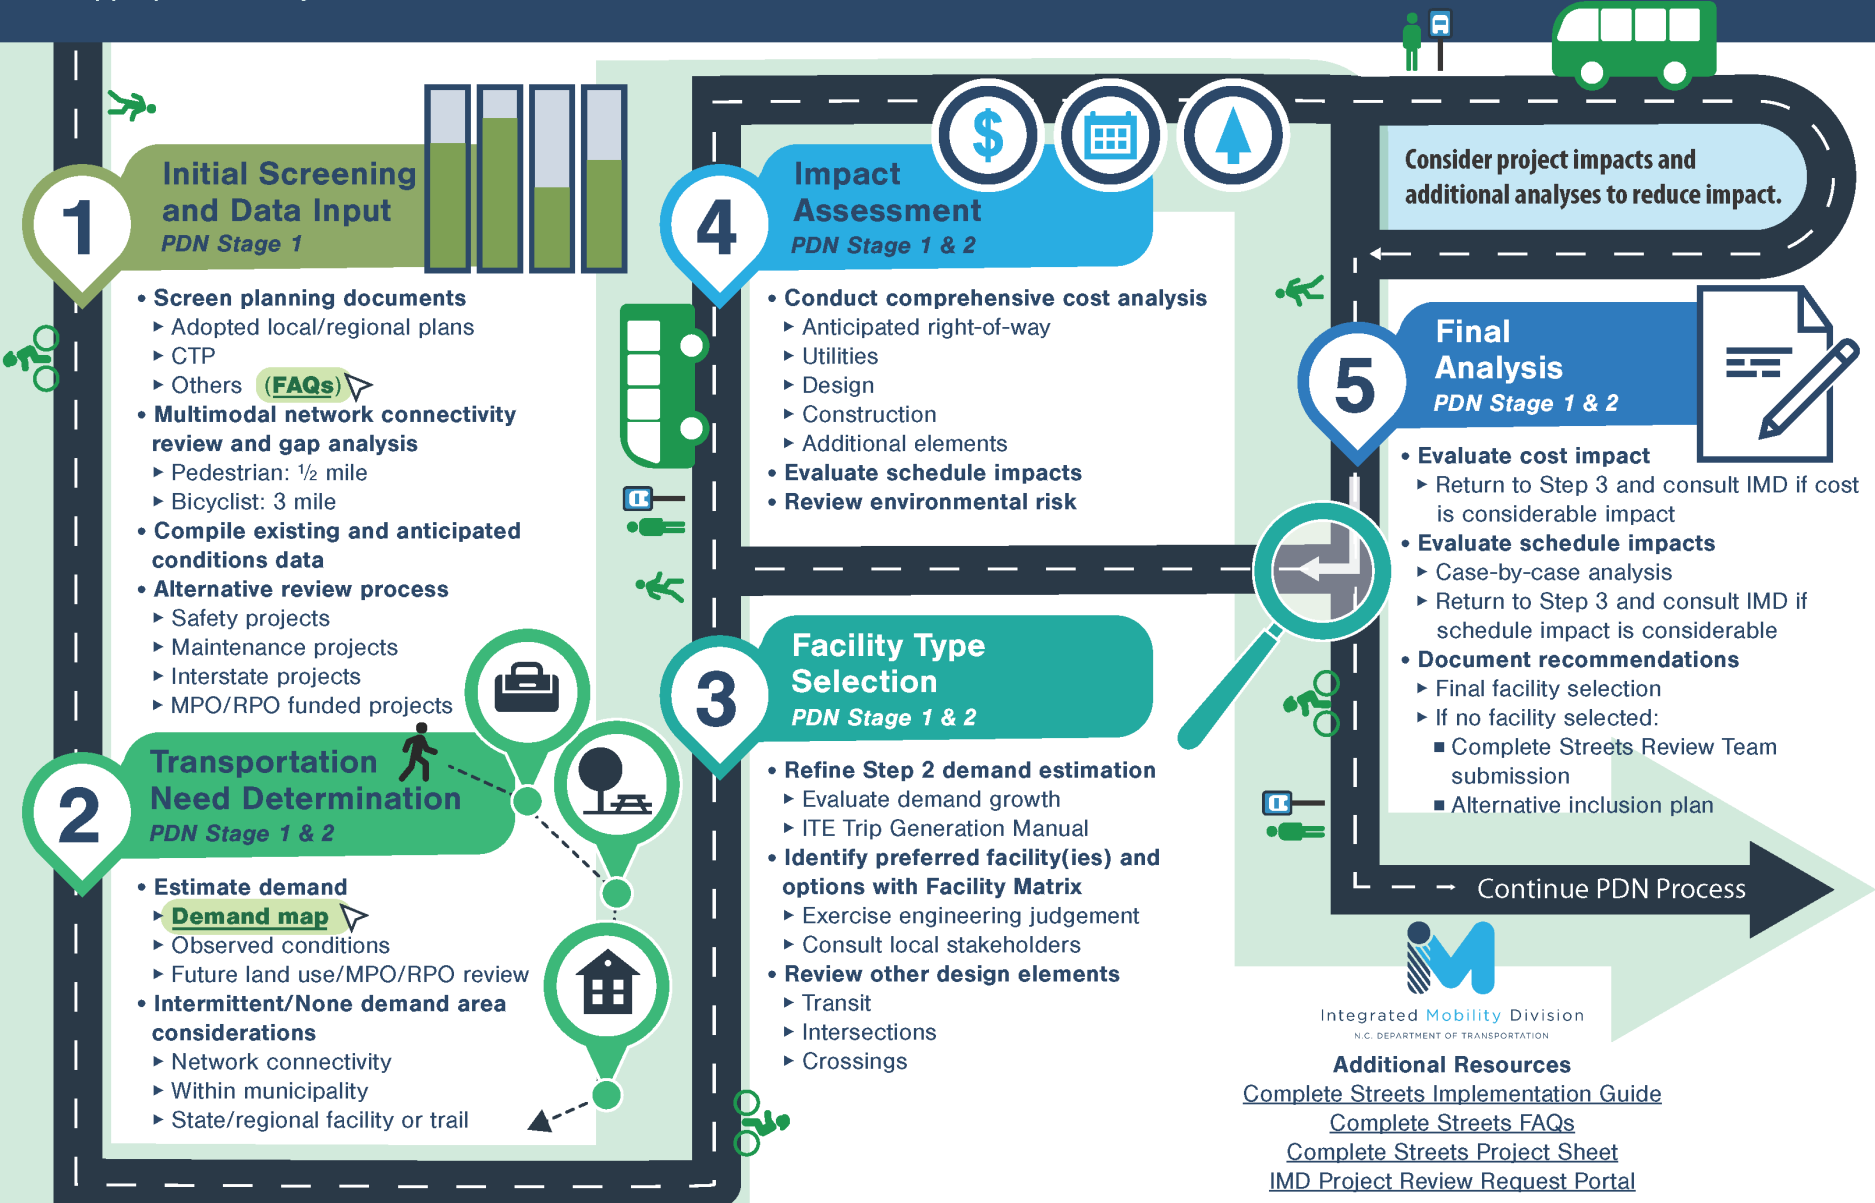 1
Initial Screening
and Data Input
PDN Stage 1
• Screen planning documents
▸ Adopted local/regional plans
▸ CTP
▸ Others (FAQs)
• Multimodal network connectivity
review and gap analysis
▸ Pedestrian: ½ mile
▸ Bicyclist: 3 mile
• Compile existing and anticipated
conditions data
• Alternative review process
▸ Safety projects
▸ Maintenance projects
▸ Interstate projects
▸ MPO/RPO funded projects
2
Transportation
Need Determination
PDN Stage 1 & 2
• Estimate demand
▸ Demand map
▸ Observed conditions
▸ Future land use/MPO/RPO review
• Intermittent/None demand area
considerations
▸ Network connectivity
▸ Within municipality
▸ State/regional facility or trail
3
Facility Type
Selection
PDN Stage 1 & 2
• Refine Step 2 demand estimation
▸ Evaluate demand growth
▸ ITE Trip Generation Manual
• Identify preferred facility(ies) and
options with Facility Matrix
▸ Exercise engineering judgement
▸ Consult local stakeholders
• Review other design elements
▸ Transit
▸ Intersections
▸ Crossings
4
Impact
Assessment
PDN Stage 1 & 2
$
• Conduct comprehensive cost analysis
▸ Anticipated right-of-way
▸ Utilities
▸ Design
▸ Construction
▸ Additional elements
• Evaluate schedule impacts
• Review environmental risk
Consider project impacts and
additional analyses to reduce impact.
5
Final
Analysis
PDN Stage 1 & 2
• Evaluate cost impact
▸ Return to Step 3 and consult IMD if cost
is considerable impact
• Evaluate schedule impacts
▸ Case-by-case analysis
▸ Return to Step 3 and consult IMD if
schedule impact is considerable
• Document recommendations
▸ Final facility selection
▸ If no facility selected:
■ Complete Streets Review Team
submission
■ Alternative inclusion plan
Continue PDN Process
iM
Integrated Mobility Division
N.C. DEPARTMENT OF TRANSPORTATION
Additional Resources
Complete Streets Implementation Guide
Complete Streets FAQs
Complete Streets Project Sheet
IMD Project Review Request Portal